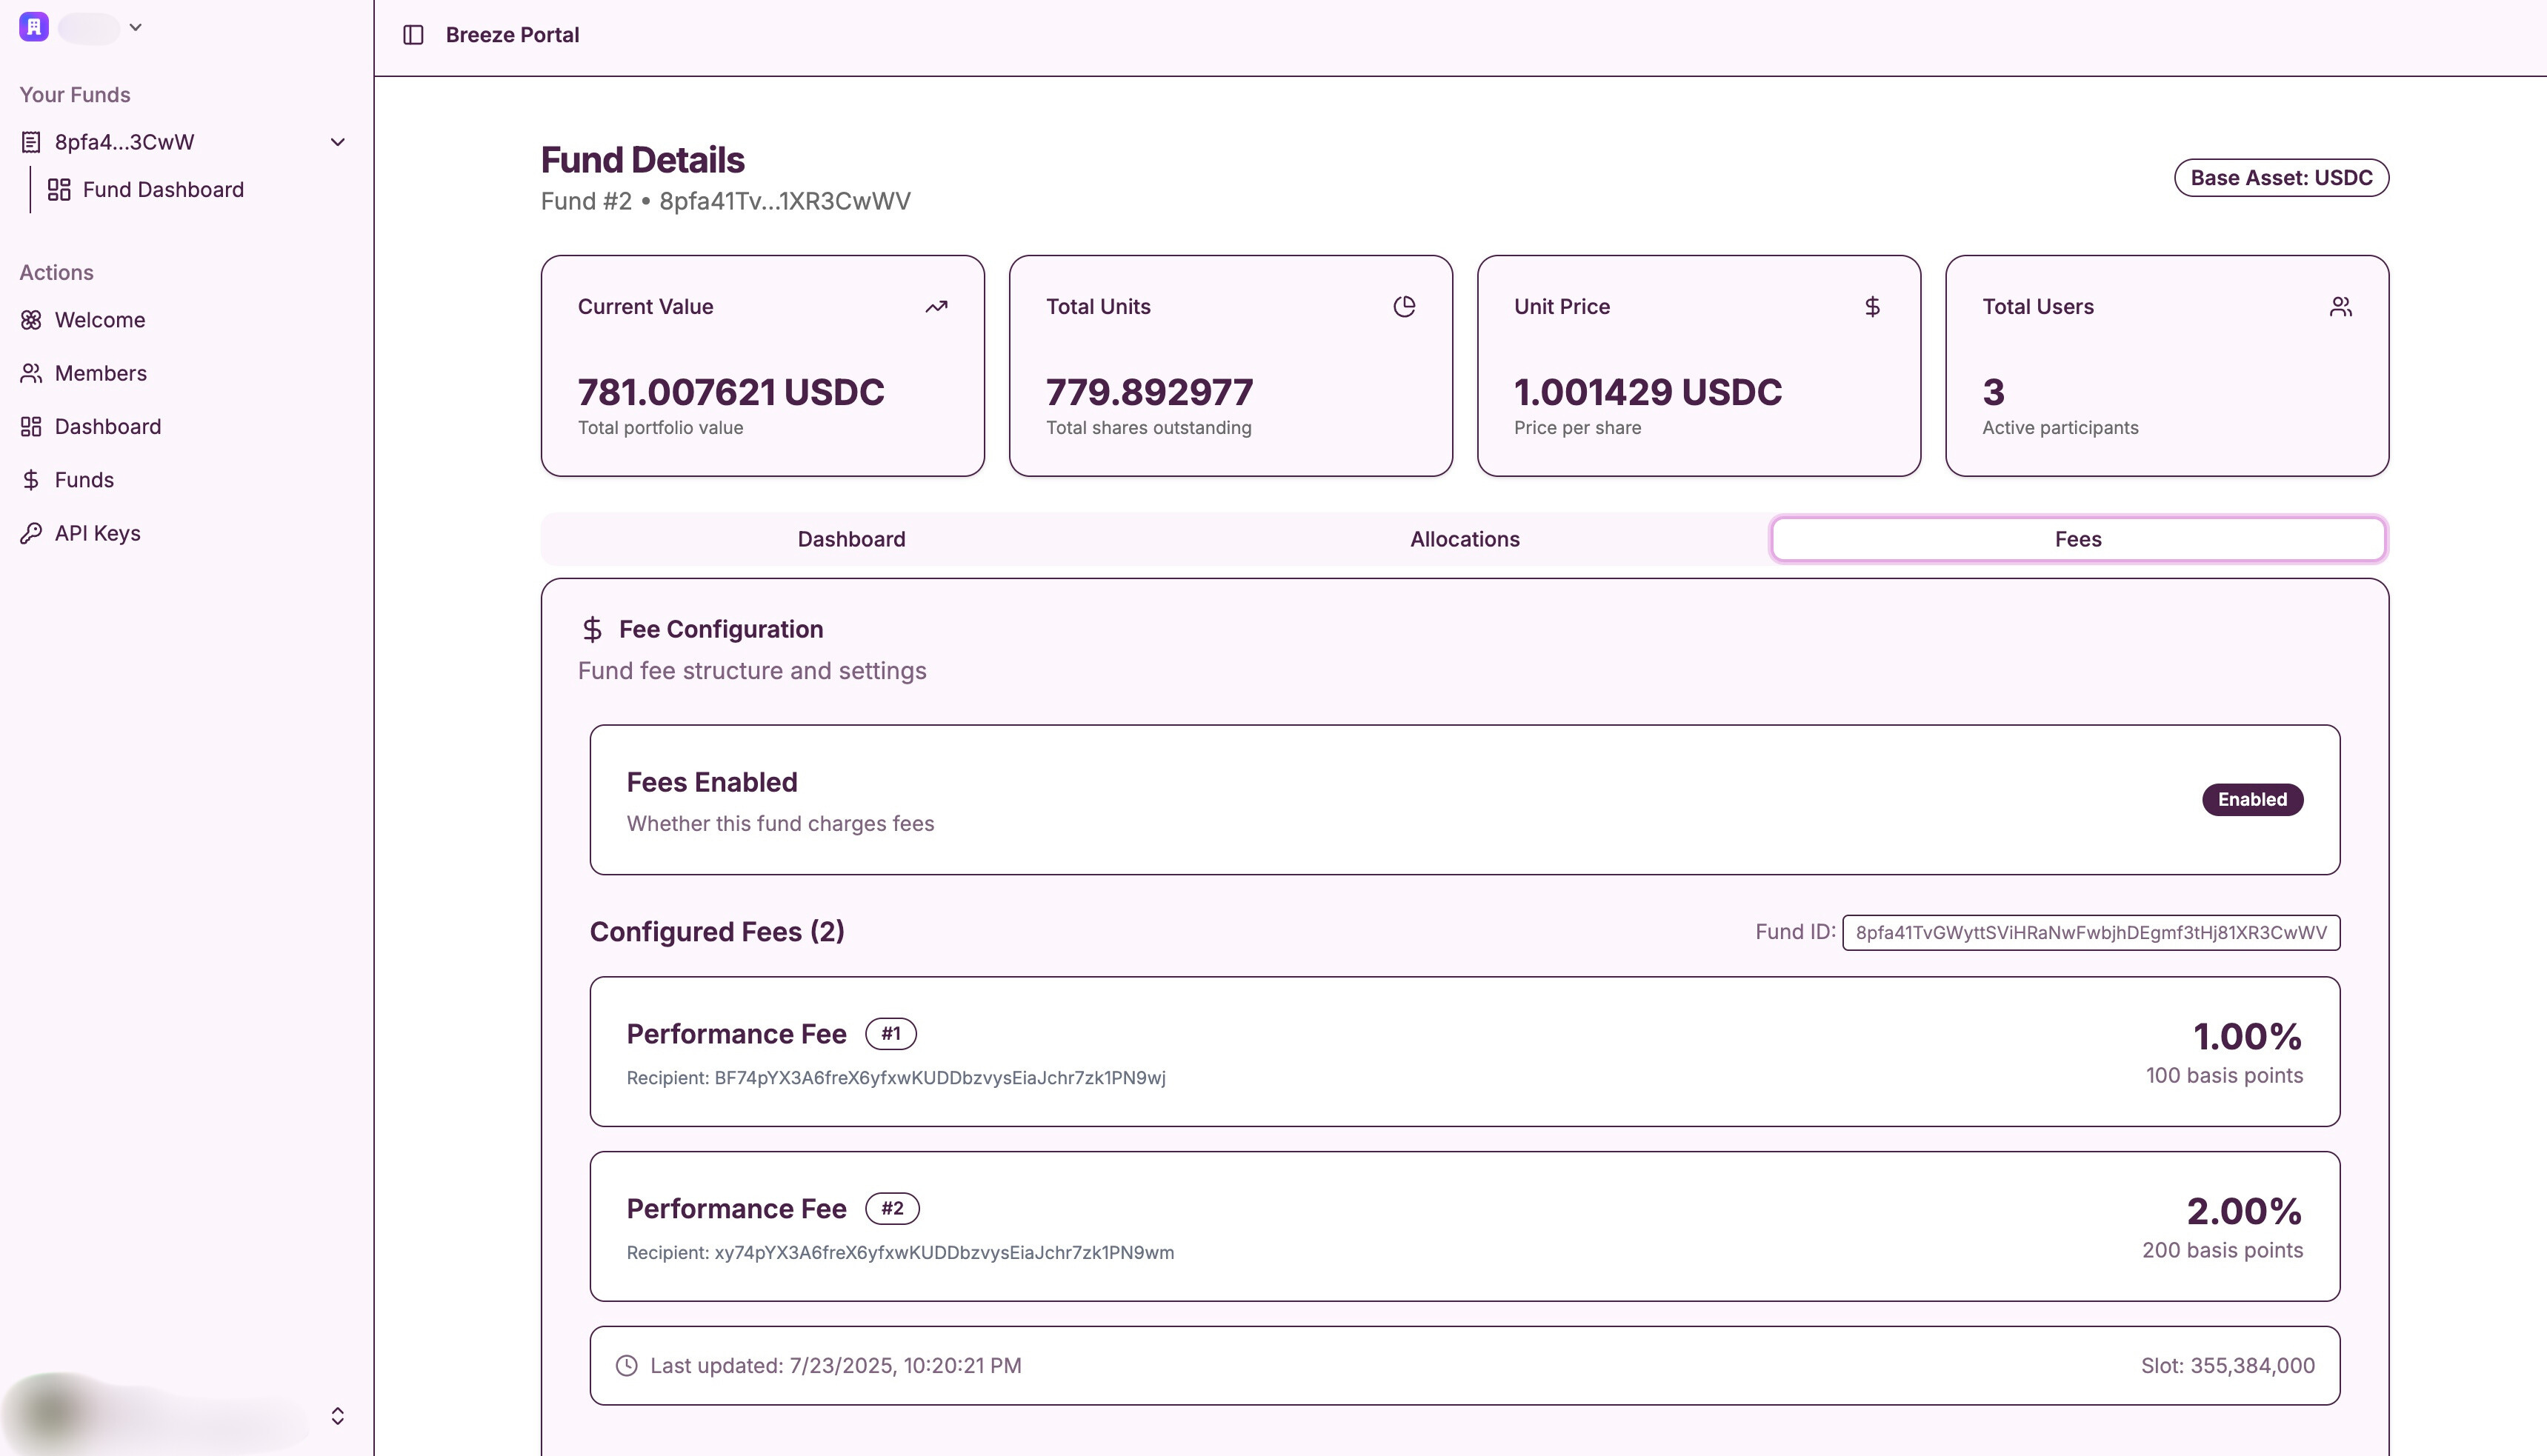 Your Funds
8pfa4...3CwW
Fund Dashboard
Actions
Welcome
Members
Dashboard
Funds
API Keys
Breeze Portal
Fund Details
Fund #2 • 8pfa41Tv...1XR3CwWV
Base Asset: USDC
Current Value
781.007621 USDC
Total portfolio value
Total Units
779.892977
Total shares outstanding
Unit Price
1.001429 USDC
Price per share
Total Users
3
Active participants
Dashboard
Allocations
Fees
Fee Configuration
Fund fee structure and settings
Fees Enabled
Whether this fund charges fees
Enabled
Configured Fees (2)
Fund ID: 8pfa41TvGWyttSViHRaNwFwbjhDEgmf3tHj81XR3CwWV
Performance Fee #1
Recipient: BF74pYX3A6freX6yfxwKUDDbzvysEiaJchr7zk1PN9wj
1.00%
100 basis points
Performance Fee #2
Recipient: xy74pYX3A6freX6yfxwKUDDbzvysEiaJchr7zk1PN9wm
2.00%
200 basis points
Last updated: 7/23/2025, 10:20:21 PM
Slot: 355,384,000